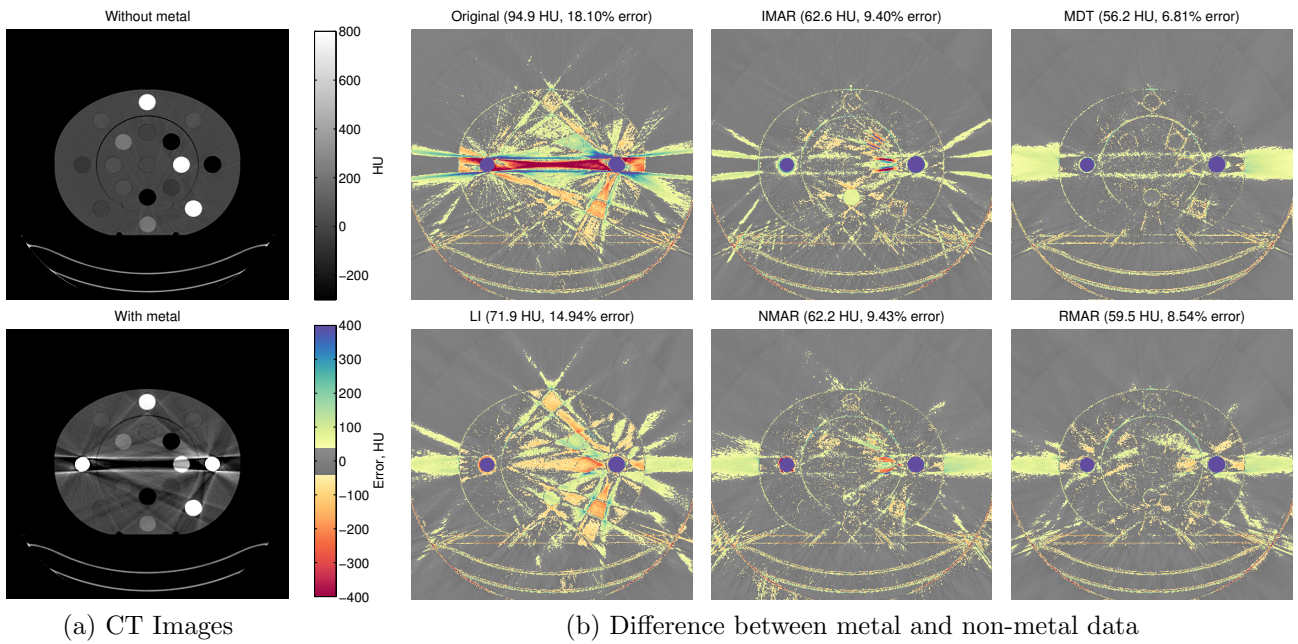 Without metal
800
600
400
200
0
−200
HU
With metal
400
300
200
100
0
−100
−200
−300
−400
Error, HU
(a) CT Images
Original (94.9 HU, 18.10% error)
IMAR (62.6 HU, 9.40% error)
MDT (56.2 HU, 6.81% error)
LI (71.9 HU, 14.94% error)
NMAR (62.2 HU, 9.43% error)
RMAR (59.5 HU, 8.54% error)
(b) Difference between metal and non-metal data